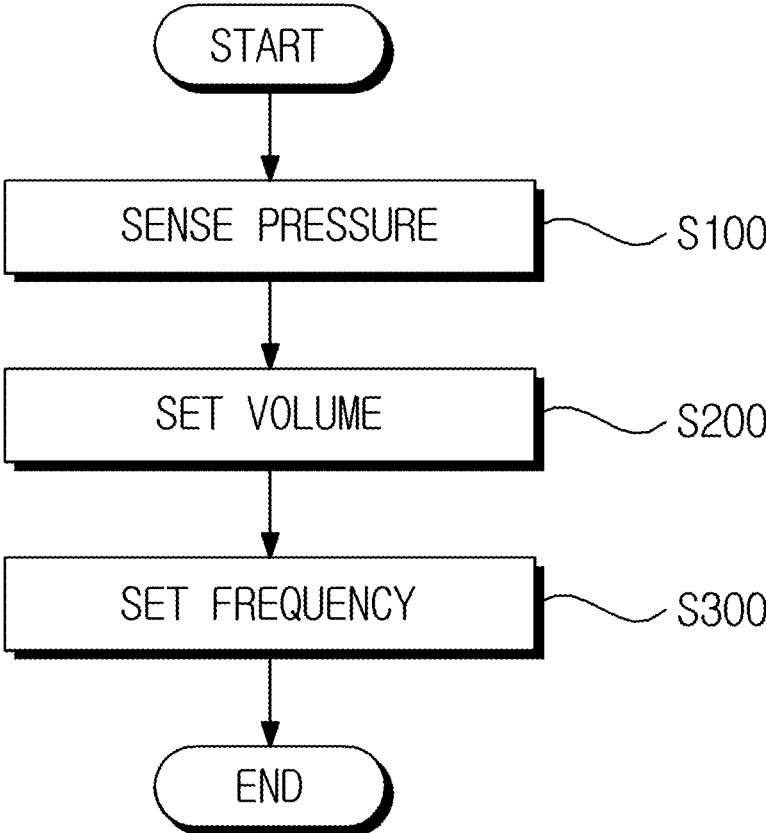 START
SENSE PRESSURE
S100
SET VOLUME
S200
SET FREQUENCY
S300
END